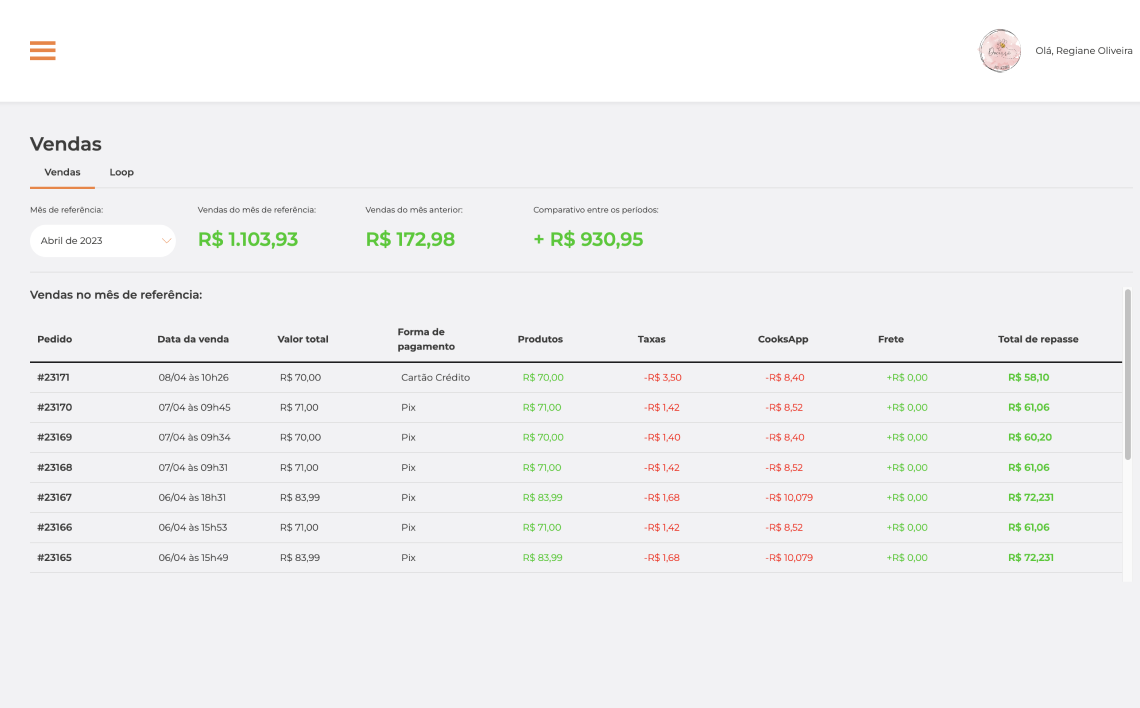 Olá, Regiane Oliveira
Vendas
Vendas Loop
Mês de referência: Vendas do mês de referência: Vendas do mês anterior: Comparativo entre os períodos:
Abril de 2023 R$ 1.103,93 R$ 172,98 + R$ 930,95
Vendas no mês de referência:
Pedido Data da venda Valor total Forma de pagamento Produtos Taxas CooksApp Frete Total de repasse
#23171 08/04 às 10h26 R$ 70,00 Cartão Crédito R$ 70,00 -R$ 3,50 -R$ 8,40 +R$ 0,00 R$ 58,10
#23170 07/04 às 09h45 R$ 71,00 Pix R$ 71,00 -R$ 1,42 -R$ 8,52 +R$ 0,00 R$ 61,06
#23169 07/04 às 09h34 R$ 70,00 Pix R$ 70,00 -R$ 1,40 -R$ 8,40 +R$ 0,00 R$ 60,20
#23168 07/04 às 09h31 R$ 71,00 Pix R$ 71,00 -R$ 1,42 -R$ 8,52 +R$ 0,00 R$ 61,06
#23167 06/04 às 18h31 R$ 83,99 Pix R$ 83,99 -R$ 1,68 -R$ 10,079 +R$ 0,00 R$ 72,231
#23166 06/04 às 15h53 R$ 71,00 Pix R$ 71,00 -R$ 1,42 -R$ 8,52 +R$ 0,00 R$ 61,06
#23165 06/04 às 15h49 R$ 83,99 Pix R$ 83,99 -R$ 1,68 -R$ 10,079 +R$ 0,00 R$ 72,231